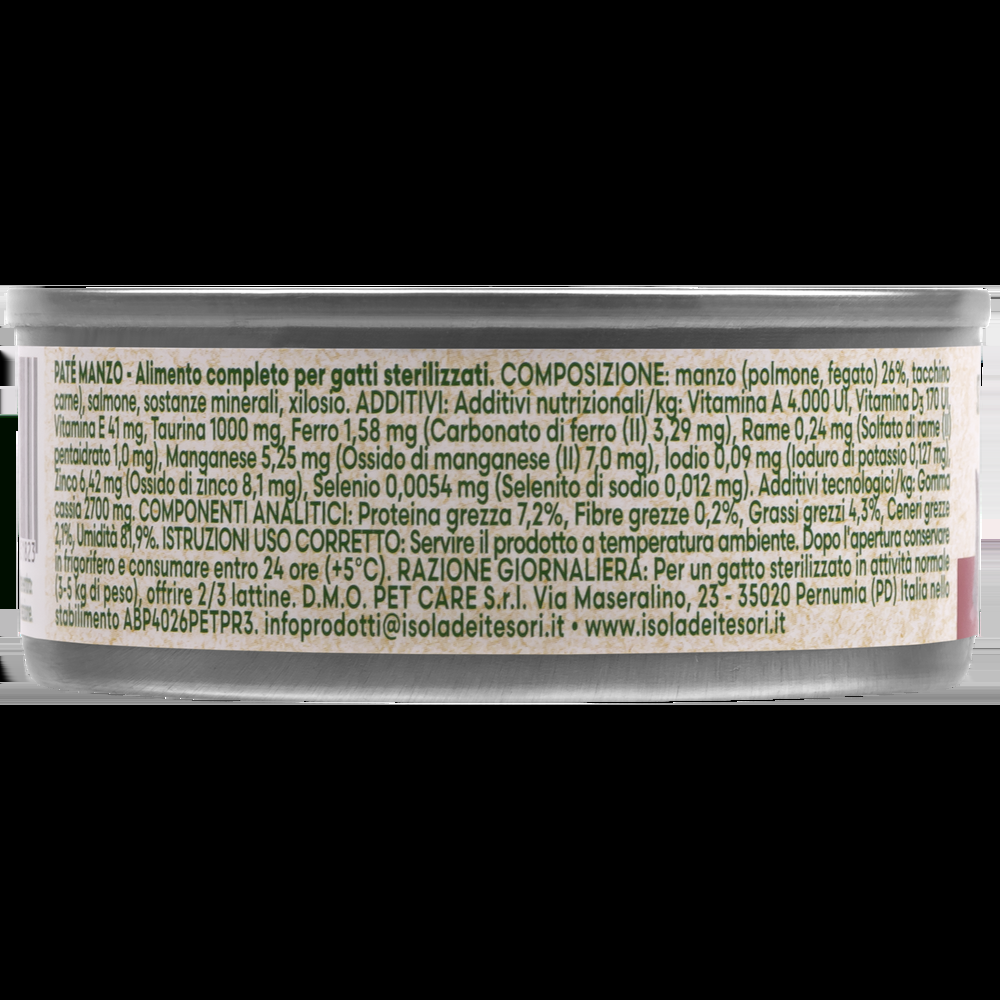 PATÉ MANZO - Alimento completo per gatti sterilizzati. COMPOSIZIONE: manzo (polmone, fegato) 26%, tacchino
carne), salmone, sostanze minerali, xilosio. ADDITIVI: Additivi nutrizionali/kg: Vitamina A 4.000 UI, Vitamina D3 170 UI,
Vitamina E 41 mg, Taurina 1000 mg, Ferro 1,58 mg (Carbonato di ferro (II) 3,29 mg), Rame 0,24 mg (Solfato di rame (II)
pentaidrato 1,0 mg), Manganese 5,25 mg (Ossido di manganese (II) 7,0 mg), Iodio 0,09 mg (Ioduro di potassio 0,127 mg),
Zinco 6,42 mg (Ossido di zinco 8,1 mg), Selenio 0,0054 mg (Selenito di sodio 0,012 mg). Additivi tecnologici/kg: Gomma
cassia 2700 mg. COMPONENTI ANALITICI: Proteina grezza 7,2%, Fibre grezze 0,2%, Grassi grezzi 4,3%, Ceneri grezze
2,1%, Umidità 81,9%. ISTRUZIONI USO CORRETTO: Servire il prodotto a temperatura ambiente. Dopo l'apertura conservare
in frigorifero e consumare entro 24 ore (+5°C). RAZIONE GIORNALIERA: Per un gatto sterilizzato in attività normale
(3-5 kg di peso), offrire 2/3 lattine. D.M.O. PET CARE S.r.l. Via Maseralino, 23 - 35020 Pernumia (PD) Italia nello
stabilimento ABP4026PETPR3. infoprodotti@isoladeitesori.it • www.isoladeitesori.it